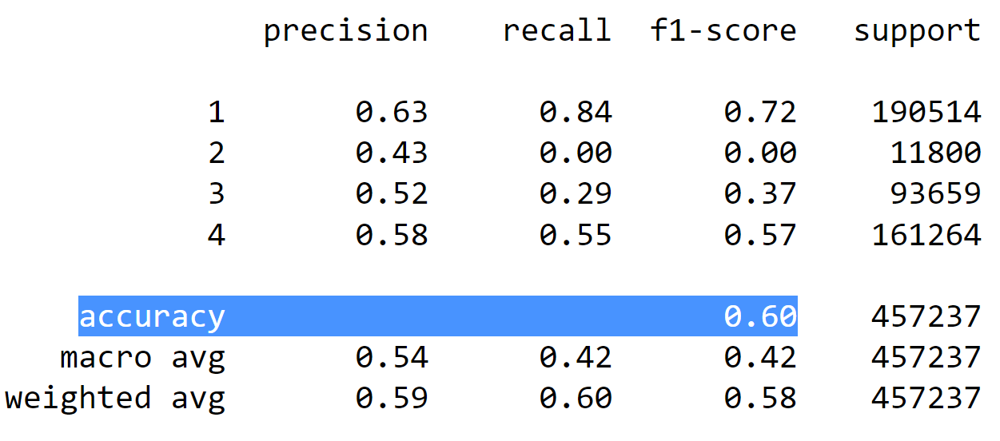 precision recall f1-score support
1 0.63 0.84 0.72 190514
2 0.43 0.00 0.00 11800
3 0.52 0.29 0.37 93659
4 0.58 0.55 0.57 161264
accuracy 0.60 457237
macro avg 0.54 0.42 0.42 457237
weighted avg 0.59 0.60 0.58 457237